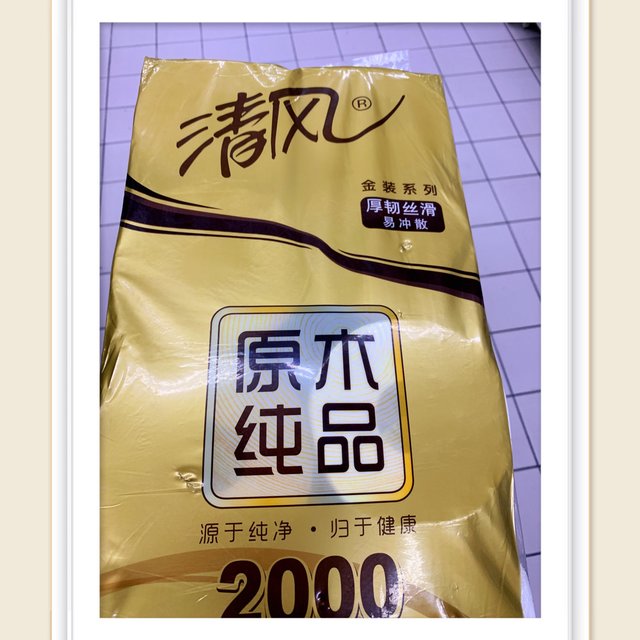 清风®
金装系列
厚韧丝滑
易冲散
原木
纯品
源于纯净·归于健康
2000